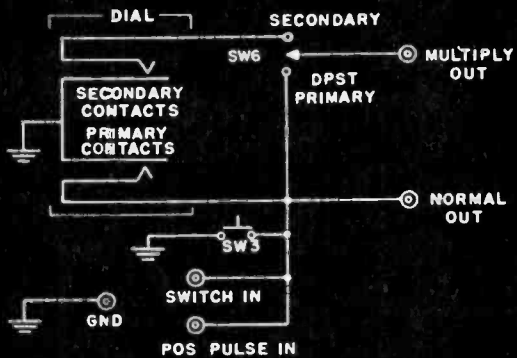 DIAL
SECONDARY
SW6
MULTIPLY
OUT
DPST
PRIMARY
SECONDARY
CONTACTS
PRIMARY
CONTACTS
NORMAL
OUT
SW3
SWITCH IN
GND
POS PULSE IN